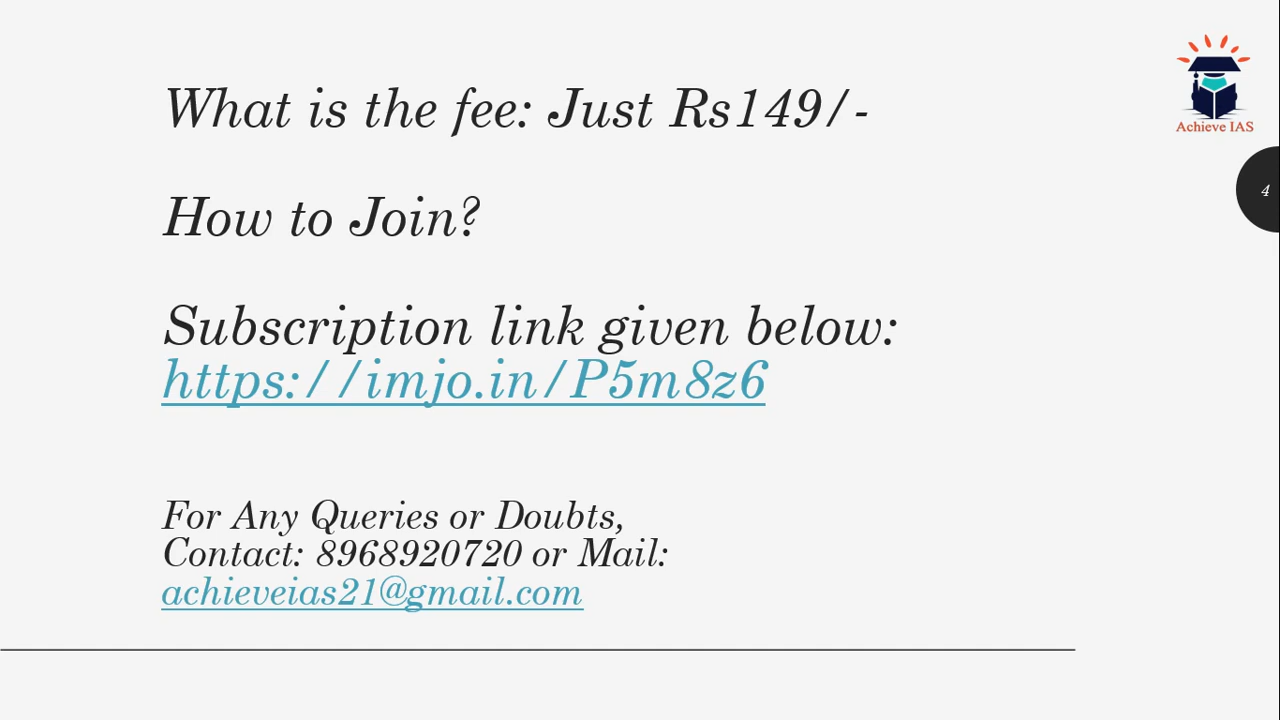 What is the fee: Just Rs149/-
How to Join?
Subscription link given below:
https://imjo.in/P5m8z6
For Any Queries or Doubts,
Contact: 8968920720 or Mail:
achieveias21@gmail.com
Achieve IAS
4